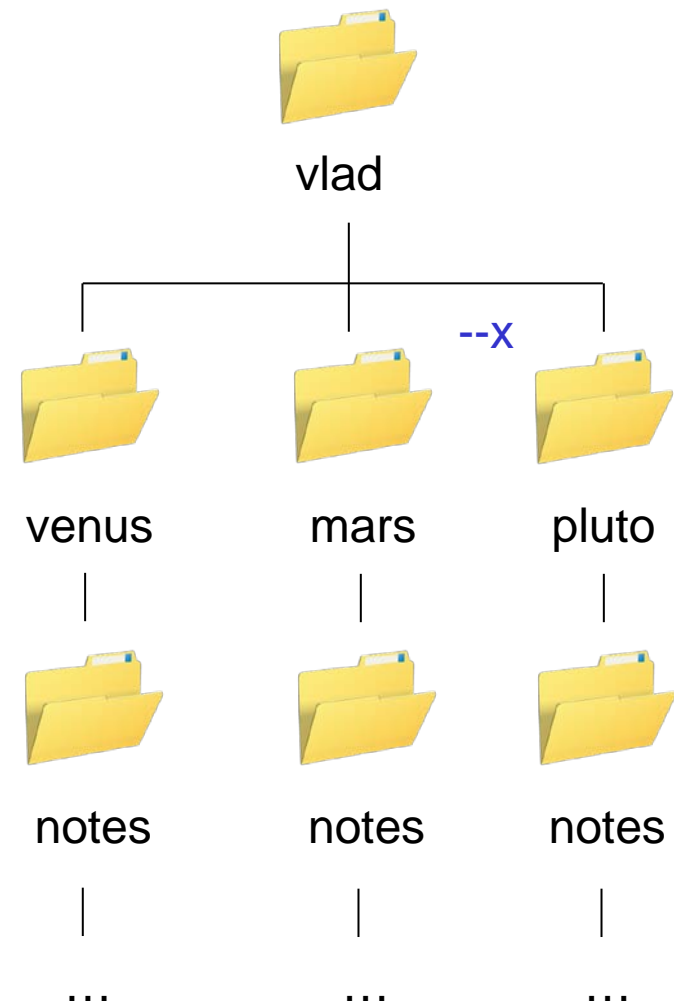 vlad
--x
venus mars pluto
notes notes notes
... ... ...